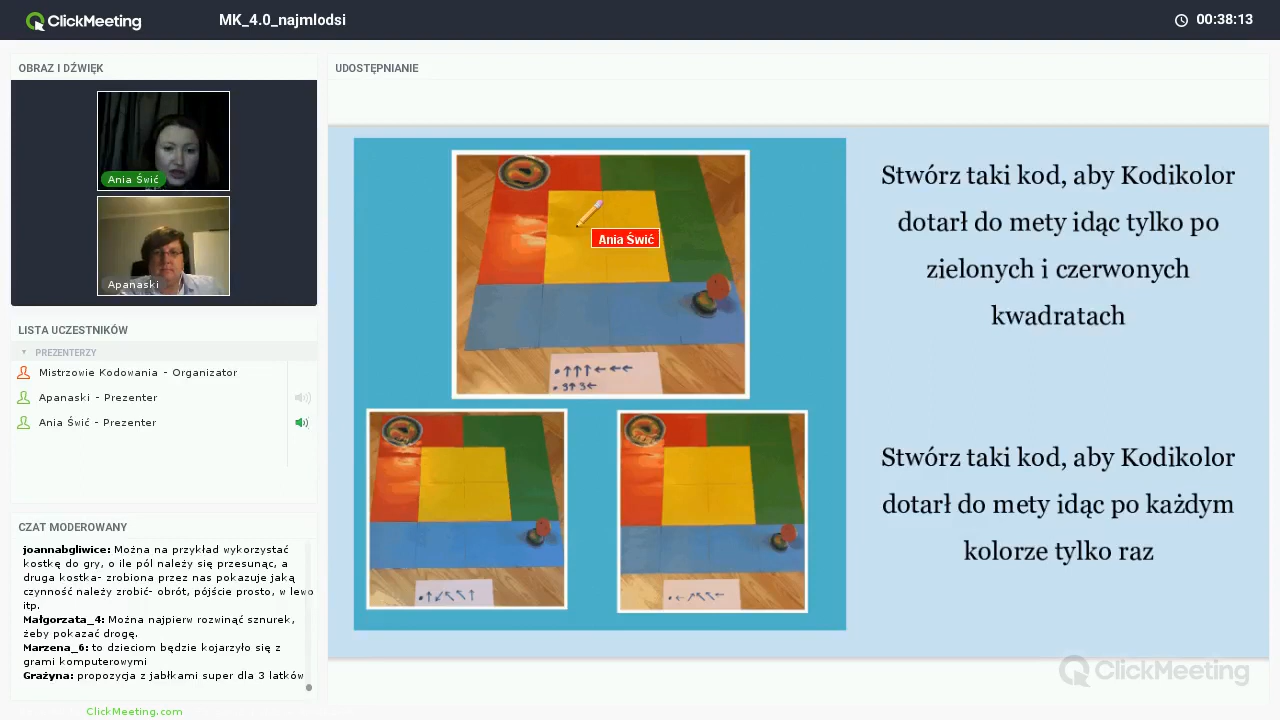 ClickMeeting
MK_4.0_najmlodsi
00:38:13
OBRAZ I DŹWIĘK
Ania Świć
Apanaski
LISTA UCZESTNIKÓW
PREZENTERZY
Mistrzowie Kodowania - Organizator
Apanaski - Prezenter
Ania Świć - Prezenter
CZAT MODEROWANY
joannabgliwice: Można na przykład wykorzystać
kostkę do gry, o ile pól należy się przesunąc, a
druga kostka- zrobiona przez nas pokazuje jaką
czynność należy zrobić- obrót, pójście prosto, w lewo
itp.
Małgorzata_4: Można najpierw rozwinąć sznurek,
żeby pokazać drogę.
Marzena_6: to dzieciom będzie kojarzyło się z
grami komputerowymi
Grażyna: propozycja z jabłkami super dla 3 latków
ClickMeeting.com
UDOSTĘPNIANIE
Ania Świć
•↑↑↑←←←
•3↑3←
•↑↙↖↖↑
•←↗↖↖←
Stwórz taki kod, aby Kodikolor
dotarł do mety idąc tylko po
zielonych i czerwonych
kwadratach
Stwórz taki kod, aby Kodikolor
dotarł do mety idąc po każdym
kolorze tylko raz
ClickMeeting